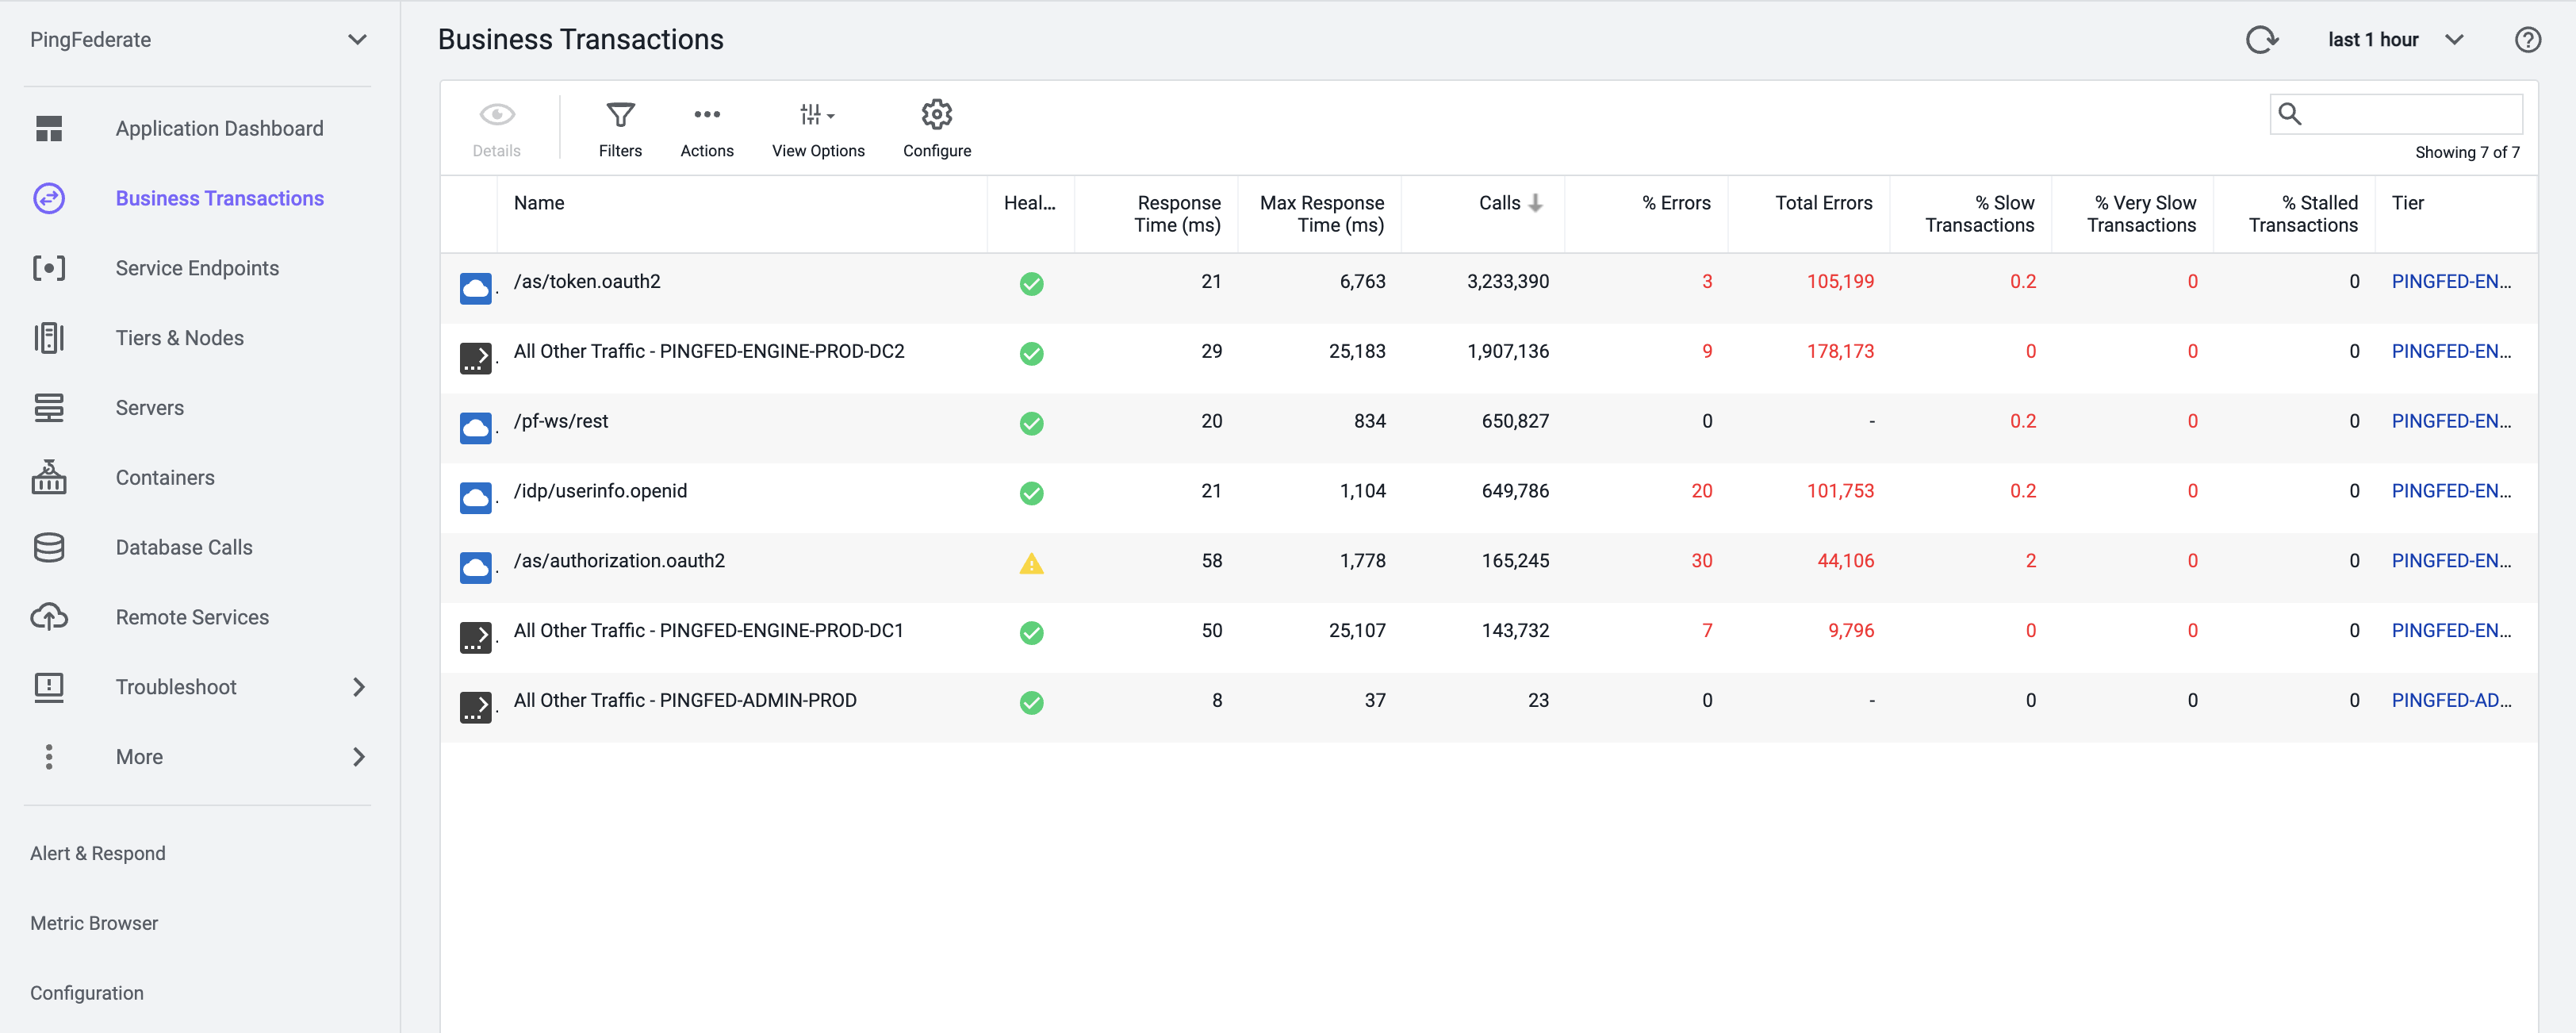 PingFederate
Business Transactions
last 1 hour
Application Dashboard
Business Transactions
Service Endpoints
Tiers & Nodes
Servers
Containers
Database Calls
Remote Services
Troubleshoot
More
Alert & Respond
Metric Browser
Configuration
Details
Filters
Actions
View Options
Configure
Showing 7 of 7
Name Heal... Response Time (ms) Max Response Time (ms) Calls % Errors Total Errors % Slow Transactions % Very Slow Transactions % Stalled Transactions Tier
/as/token.oauth2 21 6,763 3,233,390 3 105,199 0.2 0 0 PINGFED-EN...
All Other Traffic - PINGFED-ENGINE-PROD-DC2 29 25,183 1,907,136 9 178,173 0 0 0 PINGFED-EN...
/pf-ws/rest 20 834 650,827 0 - 0.2 0 0 PINGFED-EN...
/idp/userinfo.openid 21 1,104 649,786 20 101,753 0.2 0 0 PINGFED-EN...
/as/authorization.oauth2 58 1,778 165,245 30 44,106 2 0 0 PINGFED-EN...
All Other Traffic - PINGFED-ENGINE-PROD-DC1 50 25,107 143,732 7 9,796 0 0 0 PINGFED-EN...
All Other Traffic - PINGFED-ADMIN-PROD 8 37 23 0 - 0 0 0 PINGFED-AD...